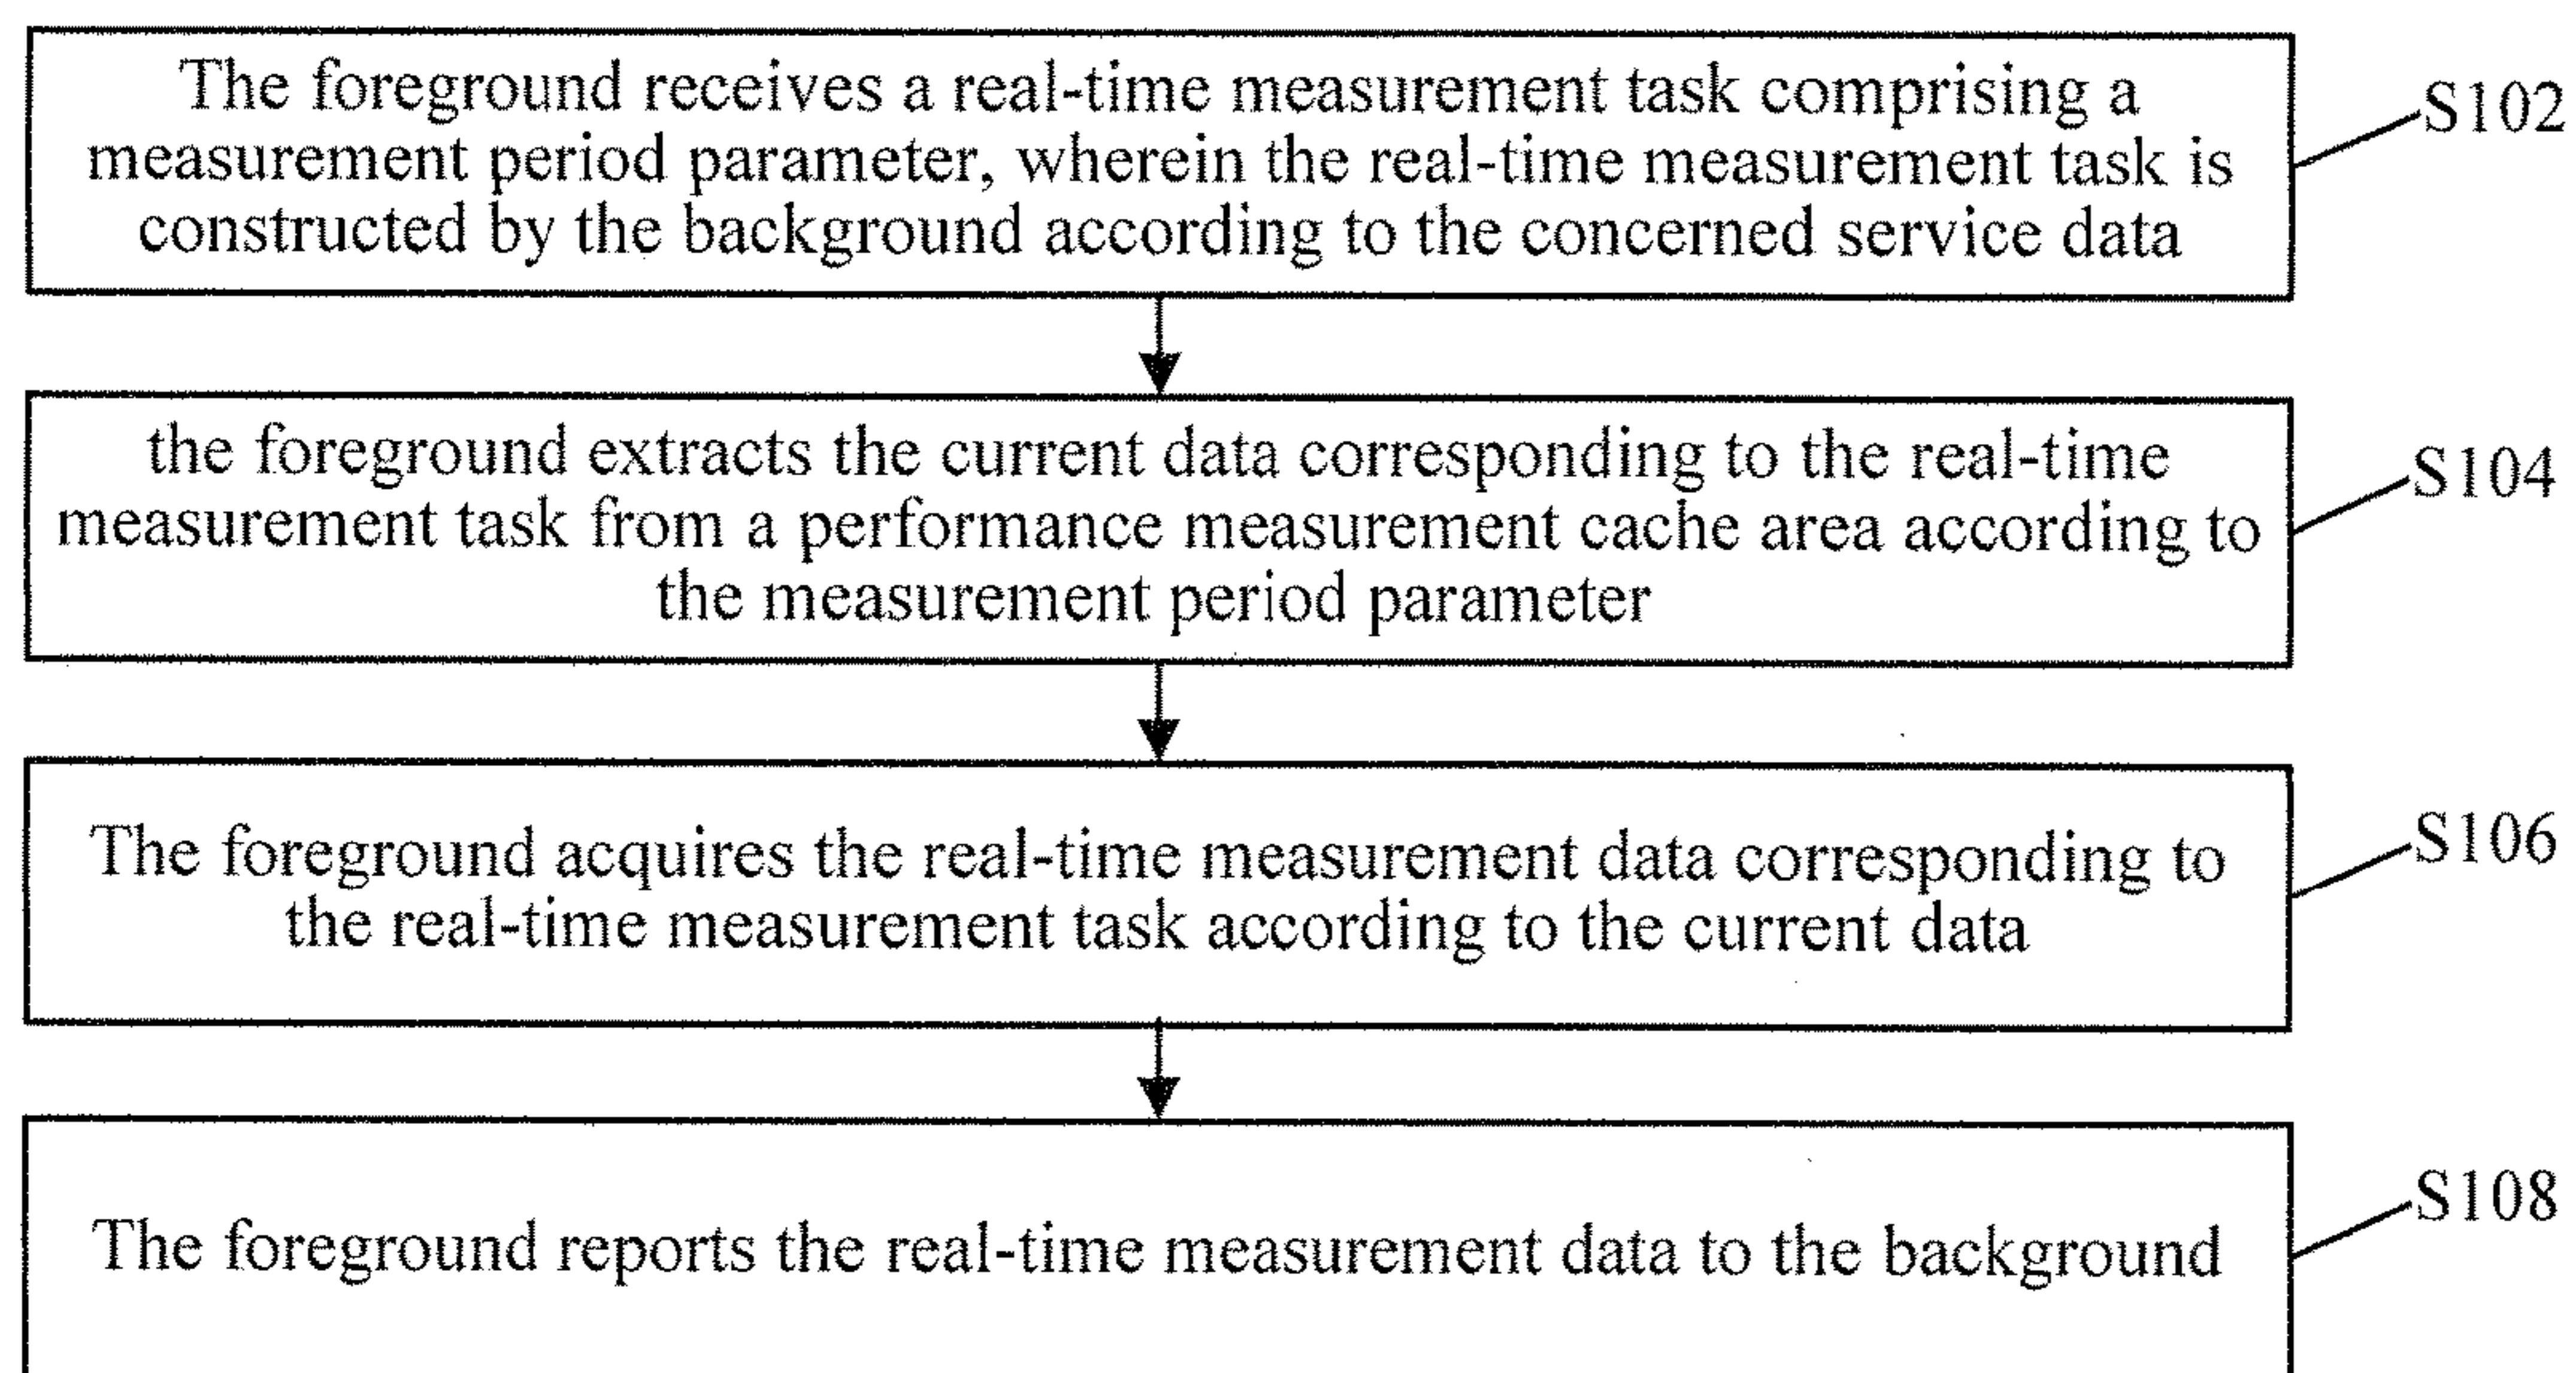 The foreground receives a real-time measurement task comprising a
measurement period parameter, wherein the real-time measurement task is
constructed by the background according to the concerned service data
S102
the foreground extracts the current data corresponding to the real-time
measurement task from a performance measurement cache area according to
the measurement period parameter
S104
The foreground acquires the real-time measurement data corresponding to
the real-time measurement task according to the current data
S106
The foreground reports the real-time measurement data to the background
S108